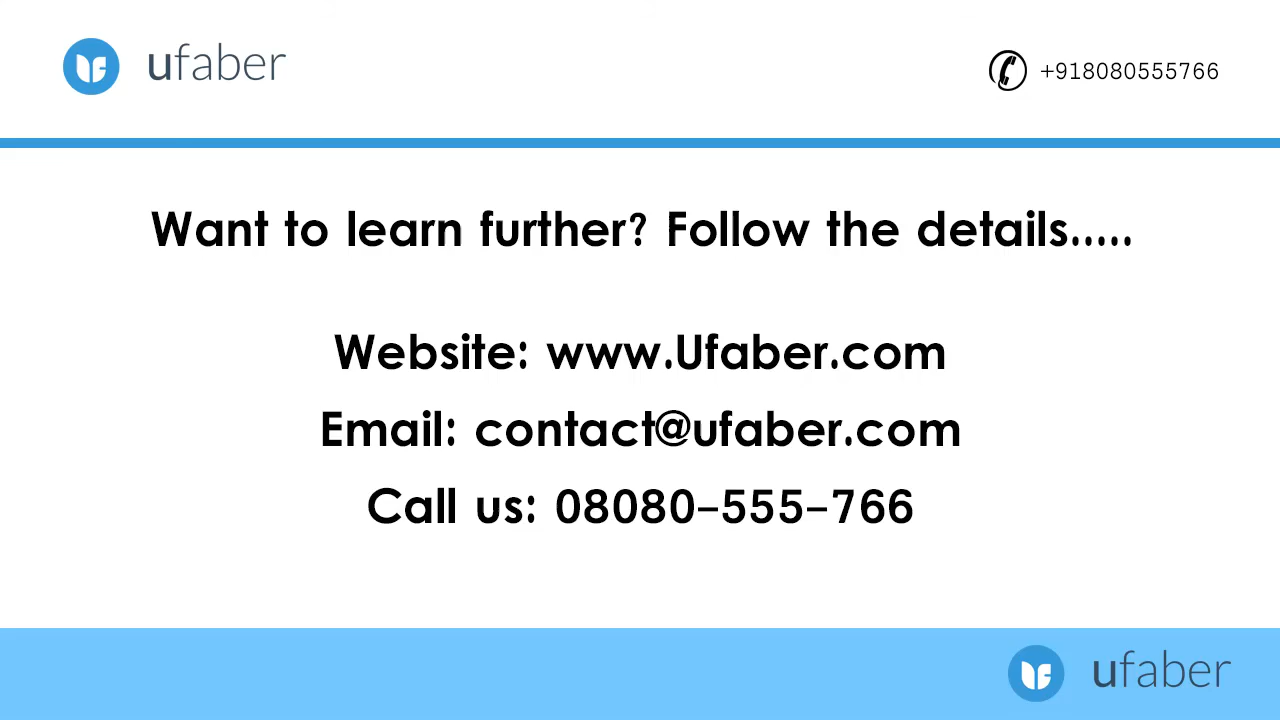 ufaber
+918080555766
Want to learn further? Follow the details.....
Website: www.Ufaber.com
Email: contact@ufaber.com
Call us: 08080-555-766
ufaber